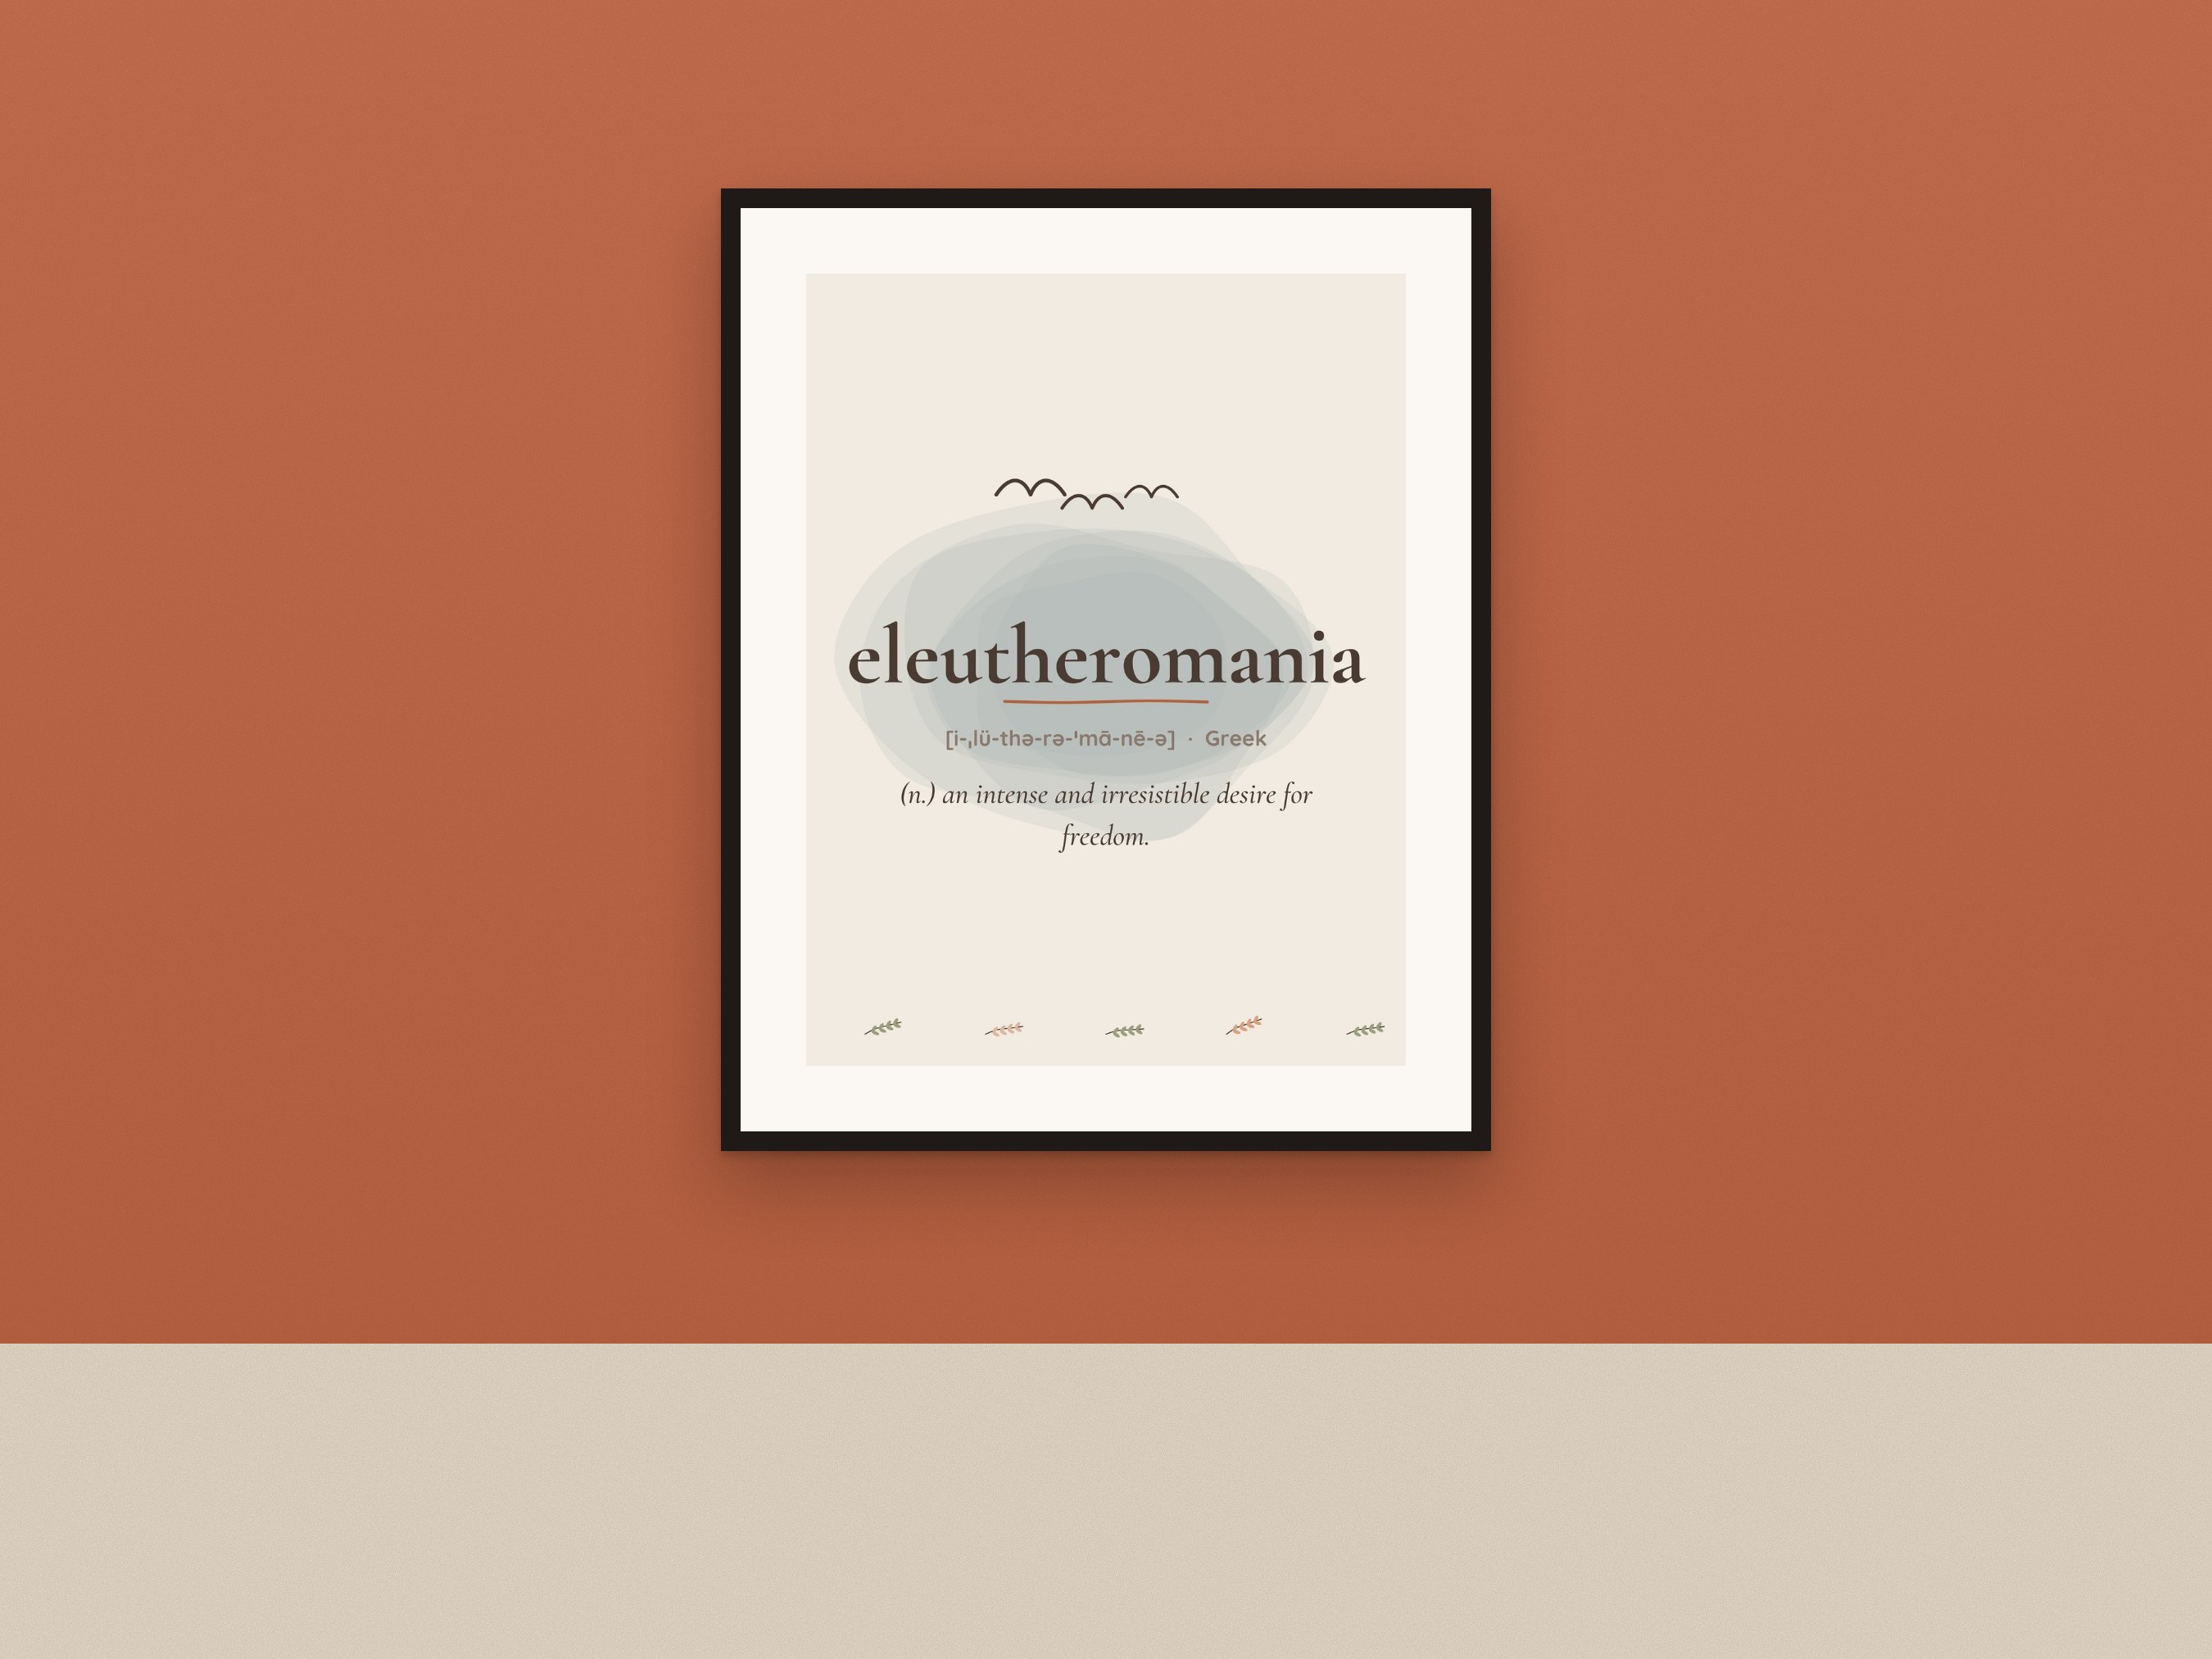 eleutheromania
[i-ˌlü-thə-rə-ˈmā-nē-ə] · Greek
(n.) an intense and irresistible desire for
freedom.